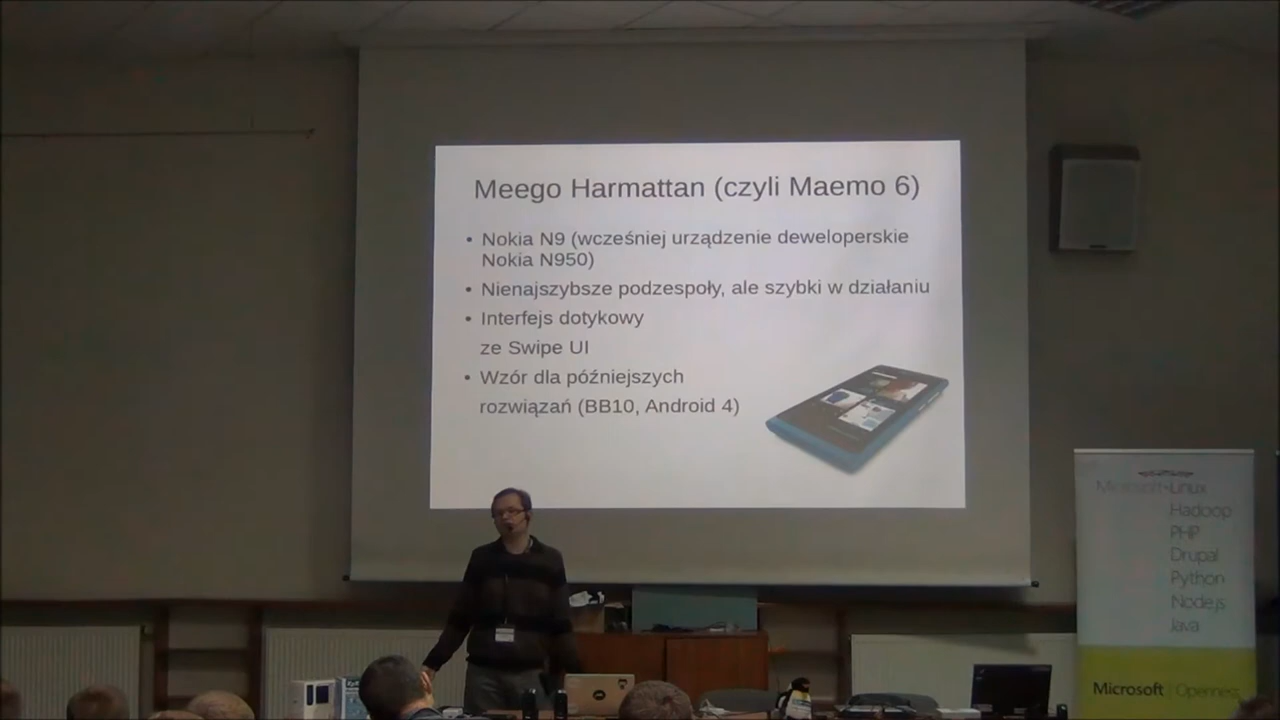 Meego Harmattan (czyli Maemo 6)
• Nokia N9 (wcześniej urządzenie deweloperskie
Nokia N950)
• Nienajszybsze podzespoły, ale szybki w działaniu
• Interfejs dotykowy
ze Swipe UI
• Wzór dla późniejszych
rozwiązań (BB10, Android 4)
Microsoft+Linux
Hadoop
PHP
Drupal
Python
Node.js
Java
Microsoft | Openness